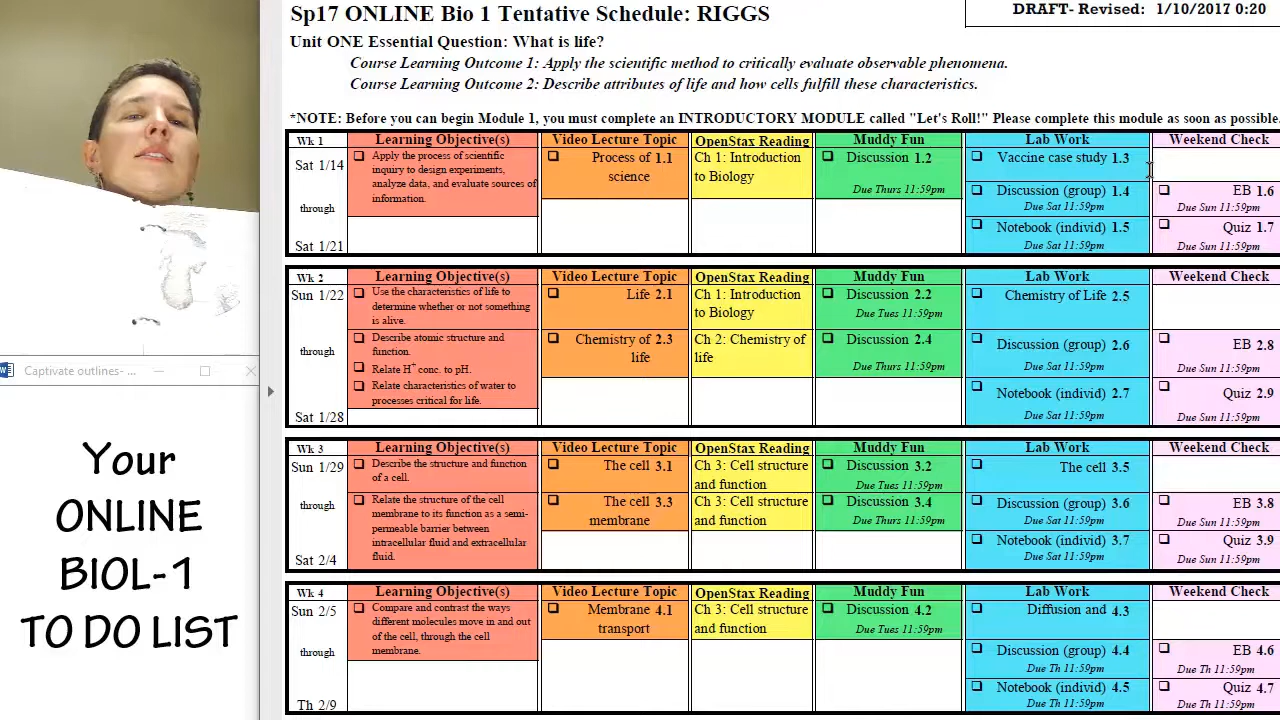 Sp17 ONLINE Bio 1 Tentative Schedule: RIGGS
DRAFT- Revised: 1/10/2017 0:20
Unit ONE Essential Question: What is life?
Course Learning Outcome 1: Apply the scientific method to critically evaluate observable phenomena.
Course Learning Outcome 2: Describe attributes of life and how cells fulfill these characteristics.
*NOTE: Before you can begin Module 1, you must complete an INTRODUCTORY MODULE called "Let's Roll!" Please complete this module as soon as possible.
Wk 1 Learning Objective(s) Video Lecture Topic OpenStax Reading Muddy Fun Lab Work Weekend Check
Sat 1/14
through
Sat 1/21
Apply the process of scientific
inquiry to design experiments,
analyze data, and evaluate sources of
information.
Process of 1.1
science
Ch 1: Introduction
to Biology
Discussion 1.2
Due Thurs 11:59pm
Vaccine case study 1.3
Discussion (group) 1.4
Due Sat 11:59pm
Notebook (individ) 1.5
Due Sat 11:59pm
EB 1.6
Due Sun 11:59pm
Quiz 1.7
Due Sun 11:59pm
Wk 2 Learning Objective(s) Video Lecture Topic OpenStax Reading Muddy Fun Lab Work Weekend Check
Sun 1/22
through
Sat 1/28
Use the characteristics of life to
determine whether or not something
is alive.
Describe atomic structure and
function.
Relate H+ conc. to pH.
Relate characteristics of water to
processes critical for life.
Life 2.1
Chemistry of 2.3
life
Ch 1: Introduction
to Biology
Ch 2: Chemistry of
life
Discussion 2.2
Due Tues 11:59pm
Discussion 2.4
Due Thurs 11:59pm
Chemistry of Life 2.5
Discussion (group) 2.6
Due Sat 11:59pm
Notebook (individ) 2.7
Due Sat 11:59pm
EB 2.8
Due Sun 11:59pm
Quiz 2.9
Due Sun 11:59pm
Wk 3 Learning Objective(s) Video Lecture Topic OpenStax Reading Muddy Fun Lab Work Weekend Check
Sun 1/29
through
Sat 2/4
Describe the structure and function
of a cell.
Relate the structure of the cell
membrane to its function as a semi-
permeable barrier between
intracellular fluid and extracellular
fluid.
The cell 3.1
The cell 3.3
membrane
Ch 3: Cell structure
and function
Ch 3: Cell structure
and function
Discussion 3.2
Due Tues 11:59pm
Discussion 3.4
Due Thurs 11:59pm
The cell 3.5
Discussion (group) 3.6
Due Sat 11:59pm
Notebook (individ) 3.7
Due Sat 11:59pm
EB 3.8
Due Sun 11:59pm
Quiz 3.9
Due Sun 11:59pm
Wk 4 Learning Objective(s) Video Lecture Topic OpenStax Reading Muddy Fun Lab Work Weekend Check
Sun 2/5
through
Th 2/9
Compare and contrast the ways
different molecules move in and out
of the cell, through the cell
membrane.
Membrane 4.1
transport
Ch 3: Cell structure
and function
Discussion 4.2
Due Tues 11:59pm
Diffusion and 4.3
Discussion (group) 4.4
Due Th 11:59pm
Notebook (individ) 4.5
Due Th 11:59pm
EB 4.6
Due Th 11:59pm
Quiz 4.7
Due Th 11:59pm
Captivate outlines- ...
Your
ONLINE
BIOL-1
TO DO LIST